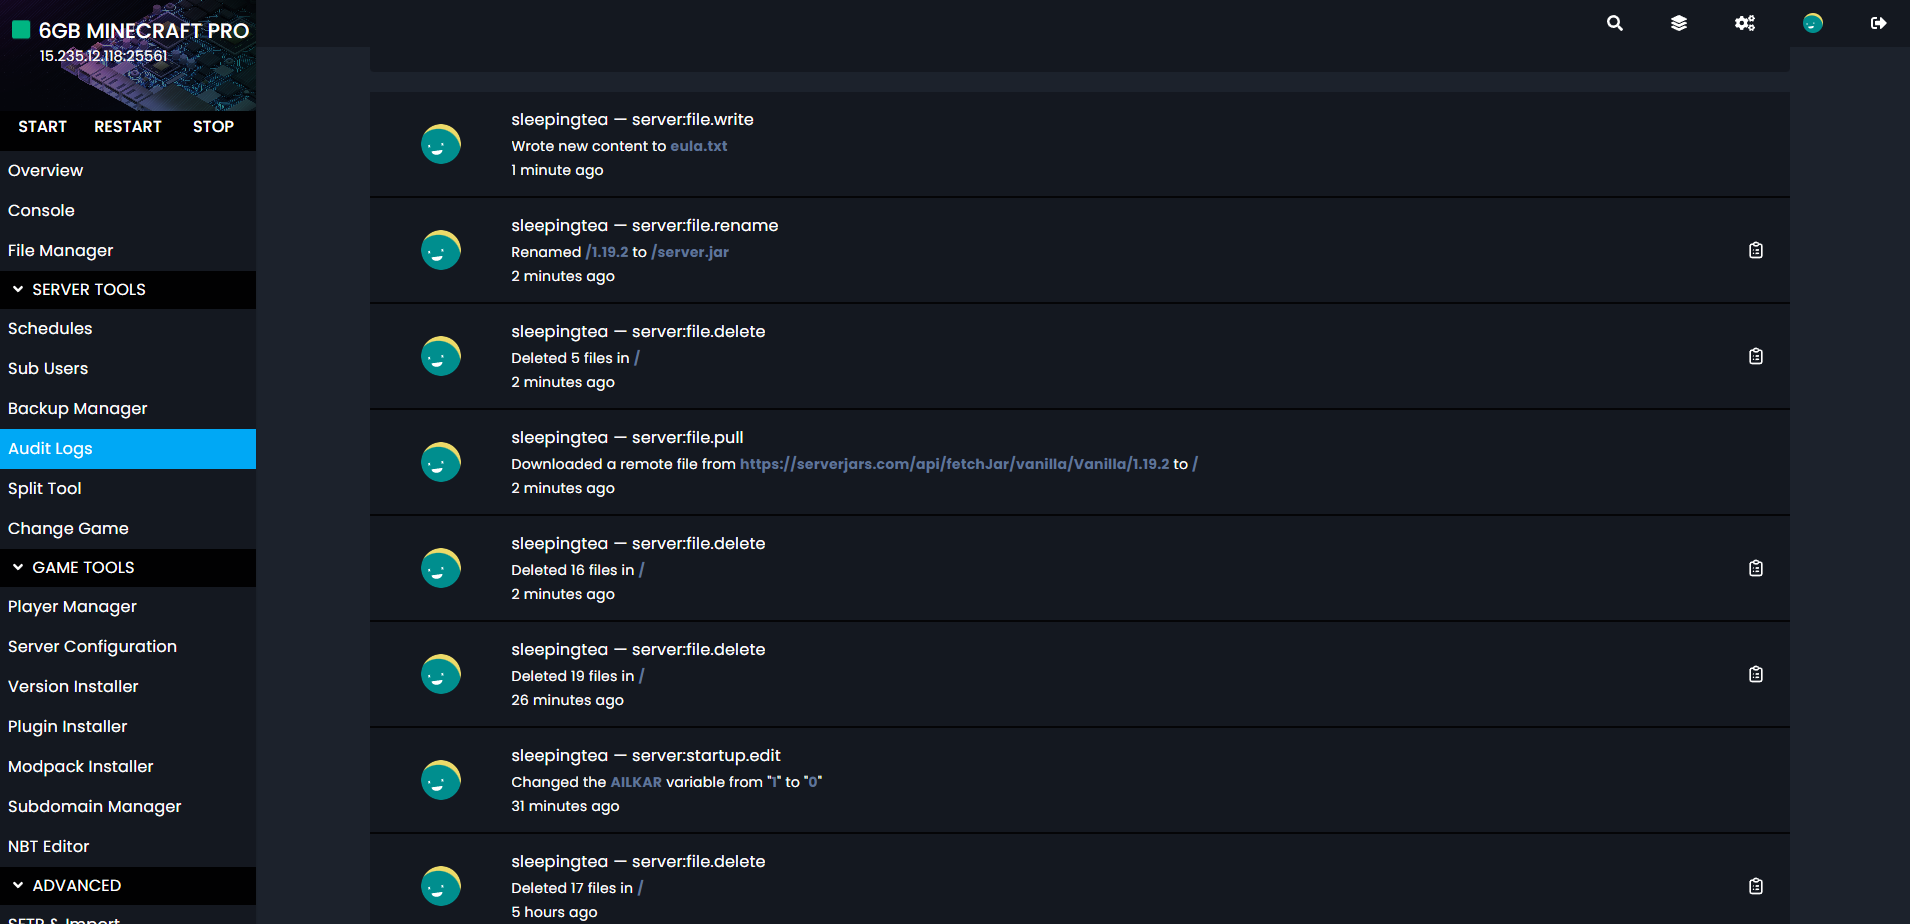 6GB MINECRAFT PRO
15.235.12.118:25561
START RESTART STOP
Overview
Console
File Manager
SERVER TOOLS
Schedules
Sub Users
Backup Manager
Audit Logs
Split Tool
Change Game
GAME TOOLS
Player Manager
Server Configuration
Version Installer
Plugin Installer
Modpack Installer
Subdomain Manager
NBT Editor
ADVANCED
SFTP & Import
sleepingtea — server:file.write
Wrote new content to eula.txt
1 minute ago
sleepingtea — server:file.rename
Renamed /1.19.2 to /server.jar
2 minutes ago
sleepingtea — server:file.delete
Deleted 5 files in /
2 minutes ago
sleepingtea — server:file.pull
Downloaded a remote file from https://serverjars.com/api/fetchJar/vanilla/Vanilla/1.19.2 to /
2 minutes ago
sleepingtea — server:file.delete
Deleted 16 files in /
2 minutes ago
sleepingtea — server:file.delete
Deleted 19 files in /
26 minutes ago
sleepingtea — server:startup.edit
Changed the AILKAR variable from "1" to "0"
31 minutes ago
sleepingtea — server:file.delete
Deleted 17 files in /
5 hours ago